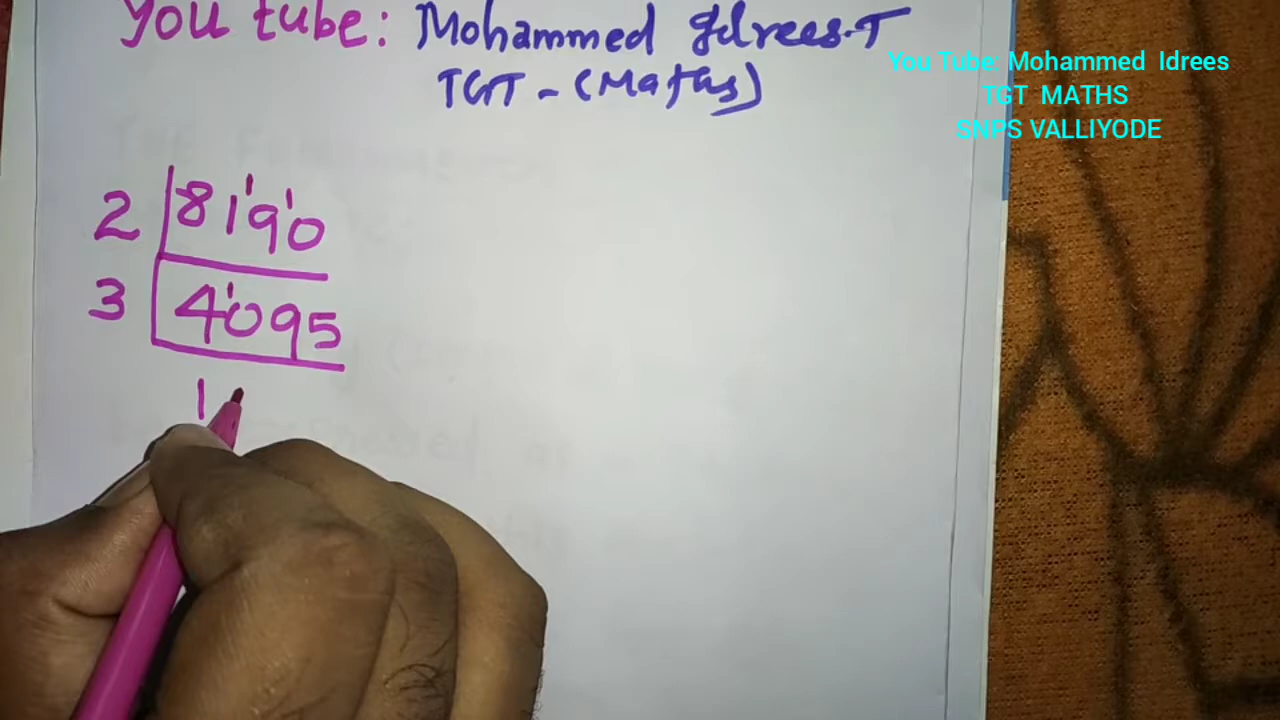 You tube: Mohammed Idrees.T
TGT - (Maths)
You Tube: Mohammed Idrees
TGT MATHS
SNPS VALLIYODE
2 8190
3 4095
1